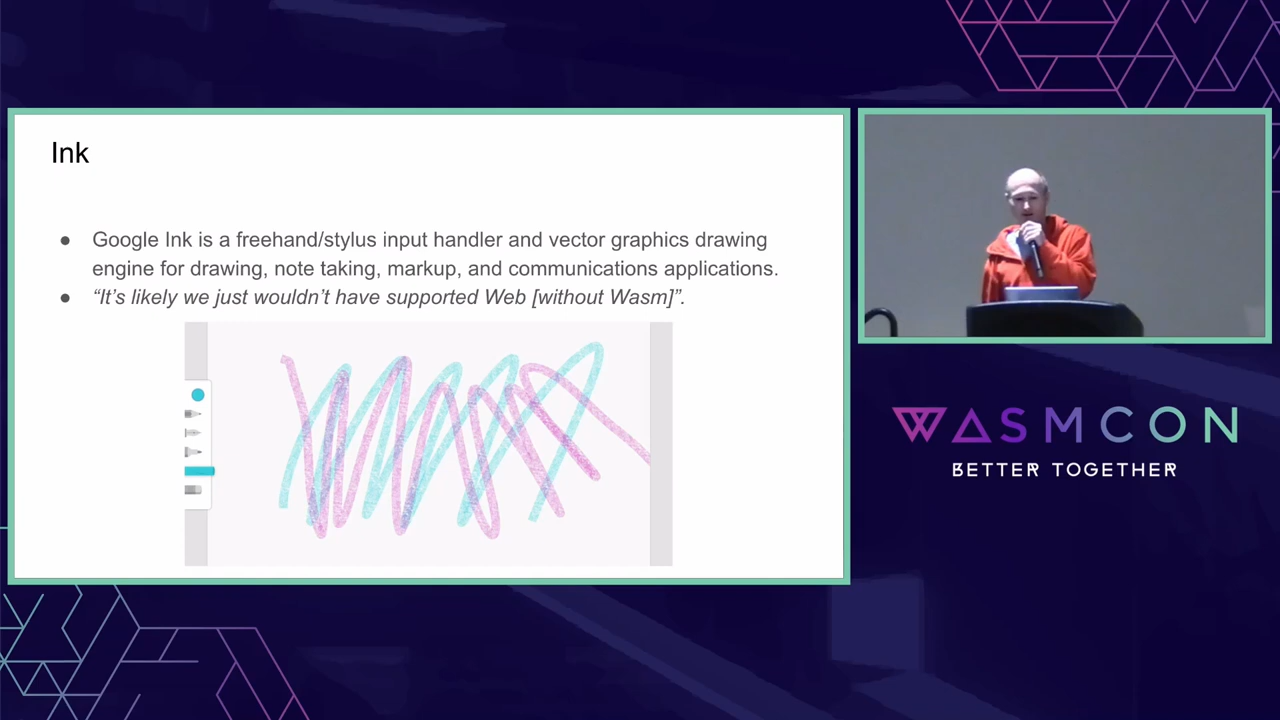 Ink
● Google Ink is a freehand/stylus input handler and vector graphics drawing
engine for drawing, note taking, markup, and communications applications.
● “It’s likely we just wouldn’t have supported Web [without Wasm]”.
WASMCON
BETTER TOGETHER